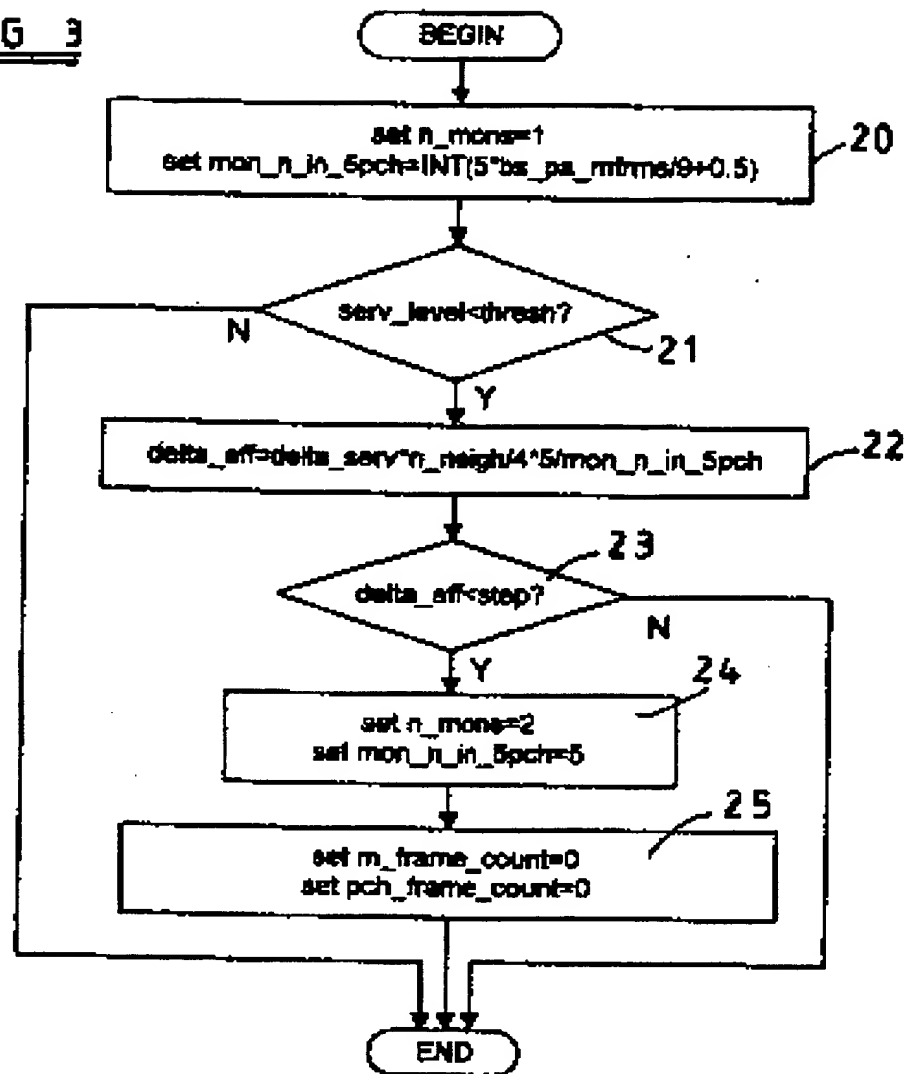 G 3
BEGIN
set n_mons=1
set mon_n_in_5pch=INT(5*bs_pa_mfrms/9+0.5)
20
serv_level<thresh?
N
21
Y
delta_eff=delta_serv*n_neigh/4*5/mon_n_in_5pch
22
23
delta_eff<step?
N
Y
24
set n_mons=2
set mon_n_in_5pch=5
25
set m_frame_count=0
set pch_frame_count=0
END